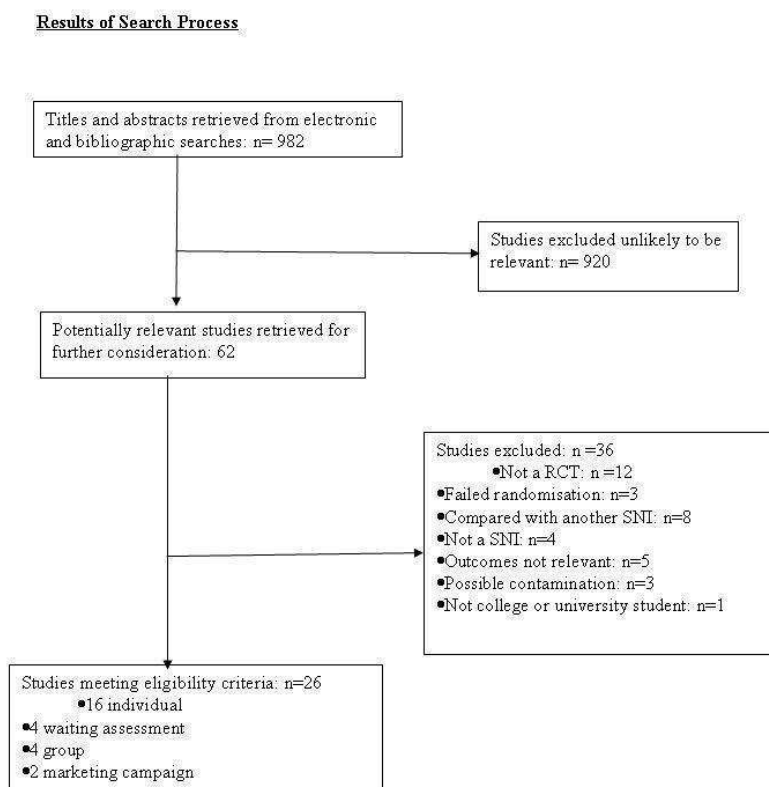 Results of Search Process
Titles and abstracts retrieved from electronic
and bibliographic searches: n= 982
Studies excluded unlikely to be
relevant: n= 920
Potentially relevant studies retrieved for
further consideration: 62
Studies excluded: n =36
•Not a RCT: n =12
•Failed randomisation: n=3
•Compared with another SNI: n=8
•Not a SNI: n=4
•Outcomes not relevant: n=5
•Possible contamination: n=3
•Not college or university student: n=1
Studies meeting eligibility criteria: n=26
•16 individual
•4 waiting assessment
•4 group
•2 marketing campaign